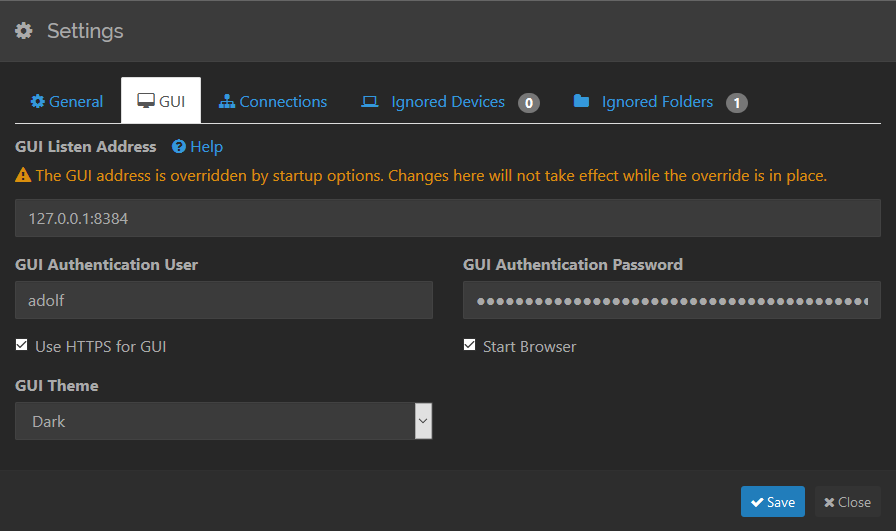 Settings
General GUI Connections Ignored Devices 0 Ignored Folders 1
GUI Listen Address Help
The GUI address is overridden by startup options. Changes here will not take effect while the override is in place.
127.0.0.1:8384
GUI Authentication User GUI Authentication Password
adolf ●●●●●●●●●●●●●●●●●●●●●●●●●●●●●●●●●●●●●●●●●
Use HTTPS for GUI Start Browser
GUI Theme
Dark
Save Close